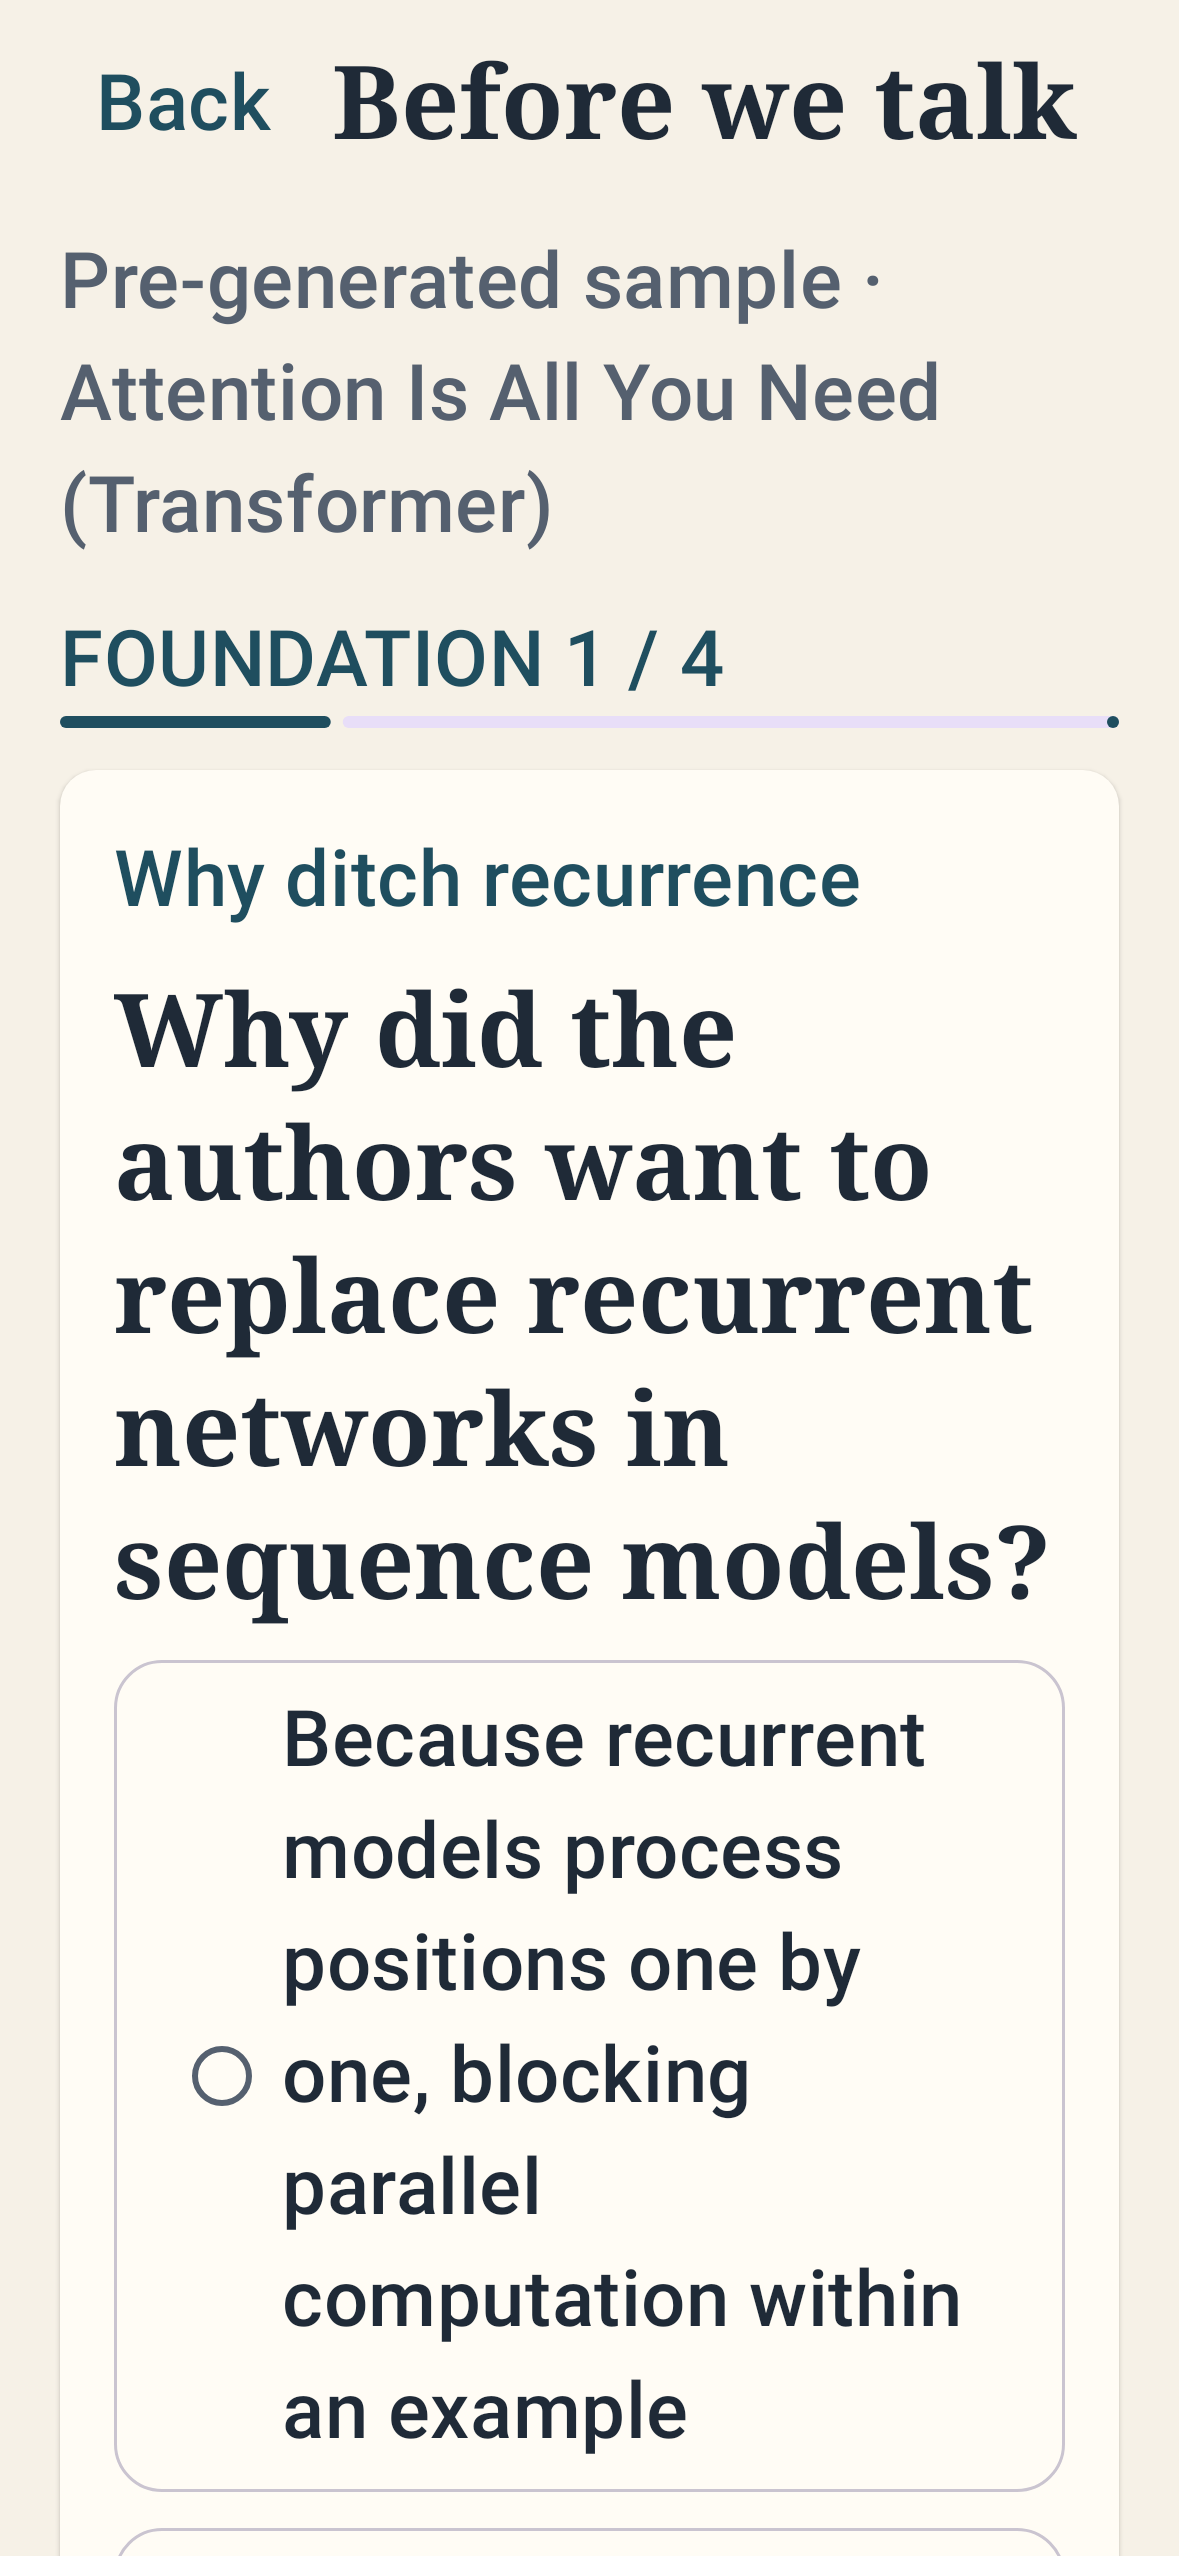 Back Before we talk
Pre-generated sample ·
Attention Is All You Need
(Transformer)
FOUNDATION 1 / 4
Why ditch recurrence
Why did the
authors want to
replace recurrent
networks in
sequence models?
Because recurrent
models process
positions one by
one, blocking
parallel
computation within
an example